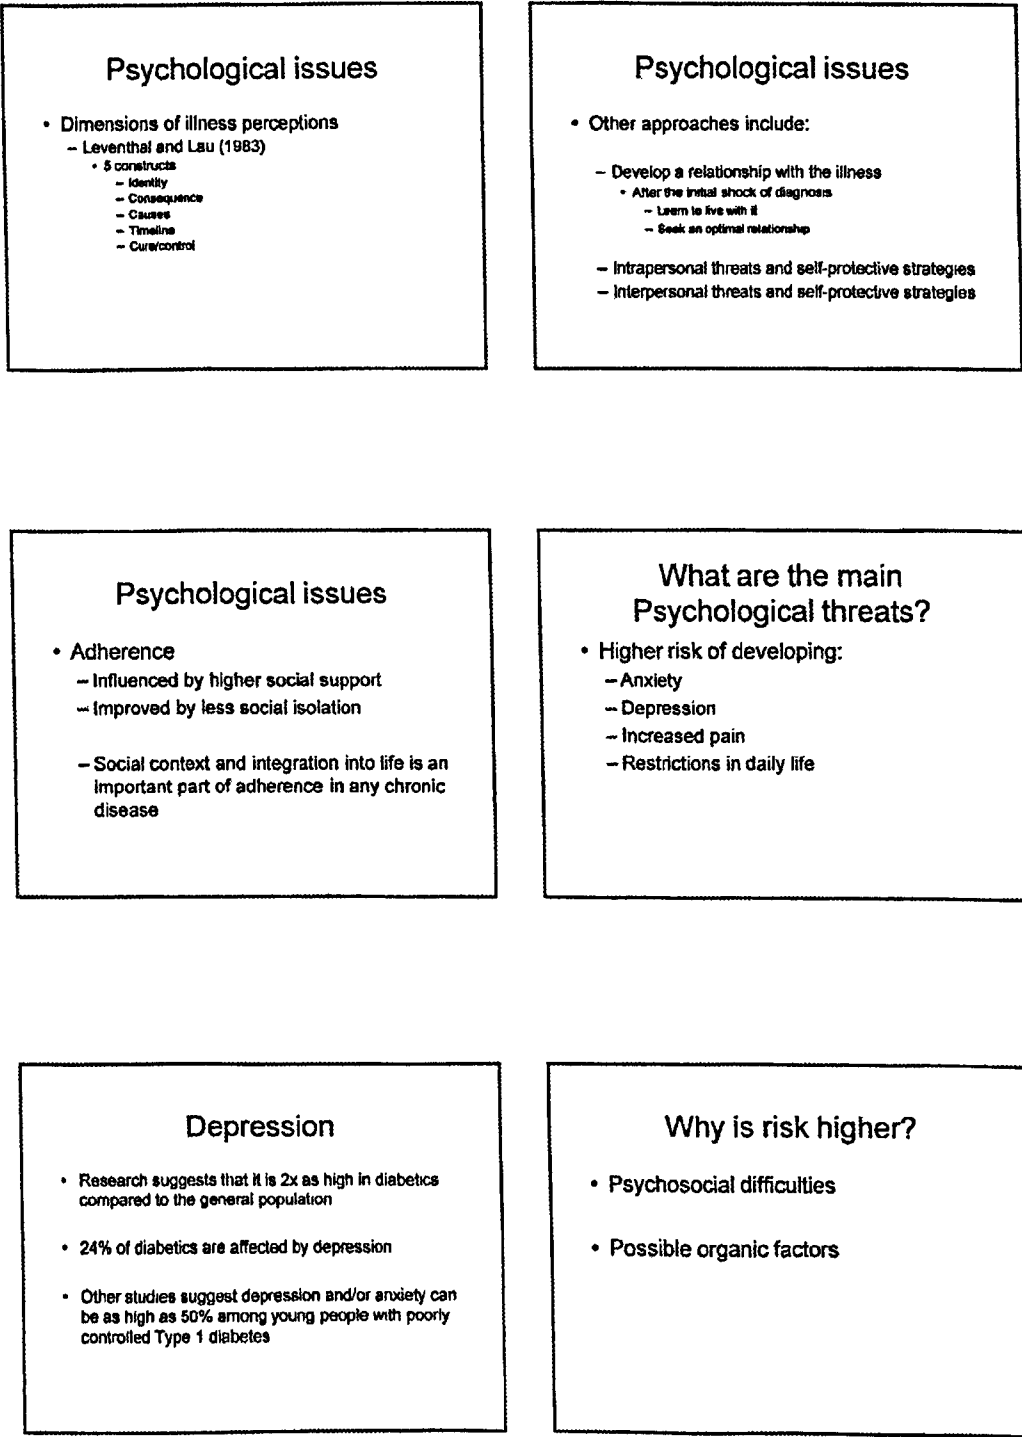 Psychological issues
• Dimensions of illness perceptions
– Leventhal and Lau (1983)
• 5 constructs
– Identity
– Consequence
– Causes
– Timeline
– Cure/control
Psychological issues
• Other approaches include:
– Develop a relationship with the illness
• After the initial shock of diagnosis
– Learn to live with it
– Seek an optimal relationship
– Intrapersonal threats and self-protective strategies
– Interpersonal threats and self-protective strategies
Psychological issues
• Adherence
– Influenced by higher social support
– Improved by less social isolation
– Social context and integration into life is an
important part of adherence in any chronic
disease
What are the main
Psychological threats?
• Higher risk of developing:
– Anxiety
– Depression
– Increased pain
– Restrictions in daily life
Depression
• Research suggests that it is 2x as high in diabetics
compared to the general population
• 24% of diabetics are affected by depression
• Other studies suggest depression and/or anxiety can
be as high as 50% among young people with poorly
controlled Type 1 diabetes
Why is risk higher?
• Psychosocial difficulties
• Possible organic factors